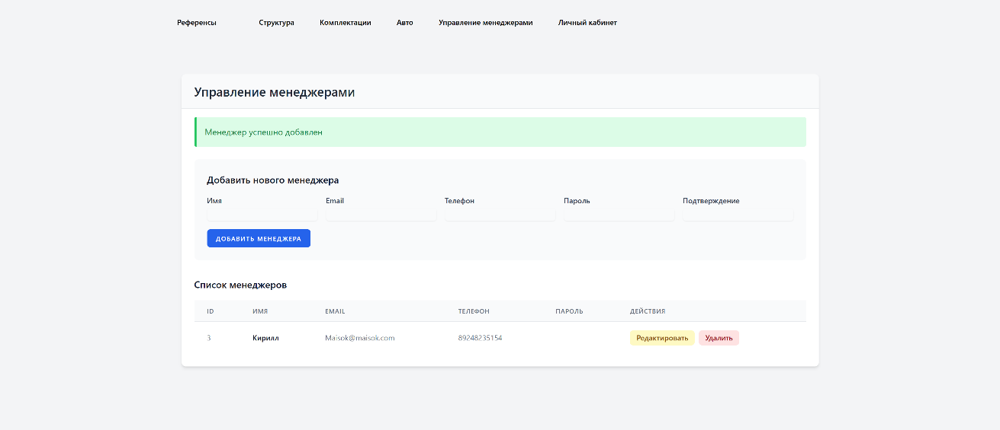 Референсы Структура Комплектации Авто Управление менеджерами Личный кабинет
Управление менеджерами
Менеджер успешно добавлен
Добавить нового менеджера
Имя Email Телефон Пароль Подтверждение
ДОБАВИТЬ МЕНЕДЖЕРА
Список менеджеров
ID ИМЯ EMAIL ТЕЛЕФОН ПАРОЛЬ ДЕЙСТВИЯ
3 Кирилл Maisok@maisok.com 89248235154 Редактировать Удалить